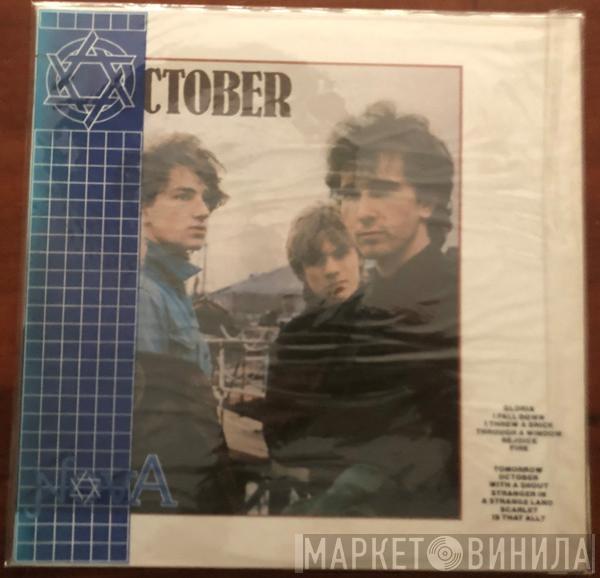 CTOBER
GLORIA
I FALL DOWN
I THREW A BRICK
THROUGH A WINDOW
REJOICE
FIRE
TOMORROW
OCTOBER
WITH A SHOUT
STRANGER IN
A STRANGE LAND
SCARLET
IS THAT ALL?
МАРКЕТ ВИНИЛА